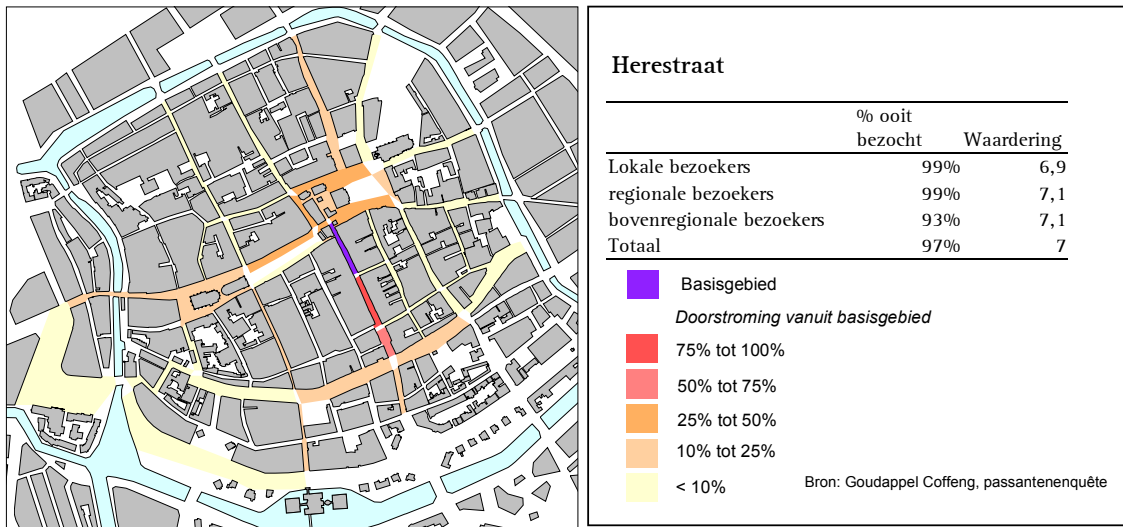 Herestraat
% ooit
bezocht Waardering
Lokale bezoekers 99% 6,9
regionale bezoekers 99% 7,1
bovenregionale bezoekers 93% 7,1
Totaal 97% 7
Basisgebied
Doorstroming vanuit basisgebied
75% tot 100%
50% tot 75%
25% tot 50%
10% tot 25%
< 10%
Bron: Goudappel Coffeng, passantenenquête